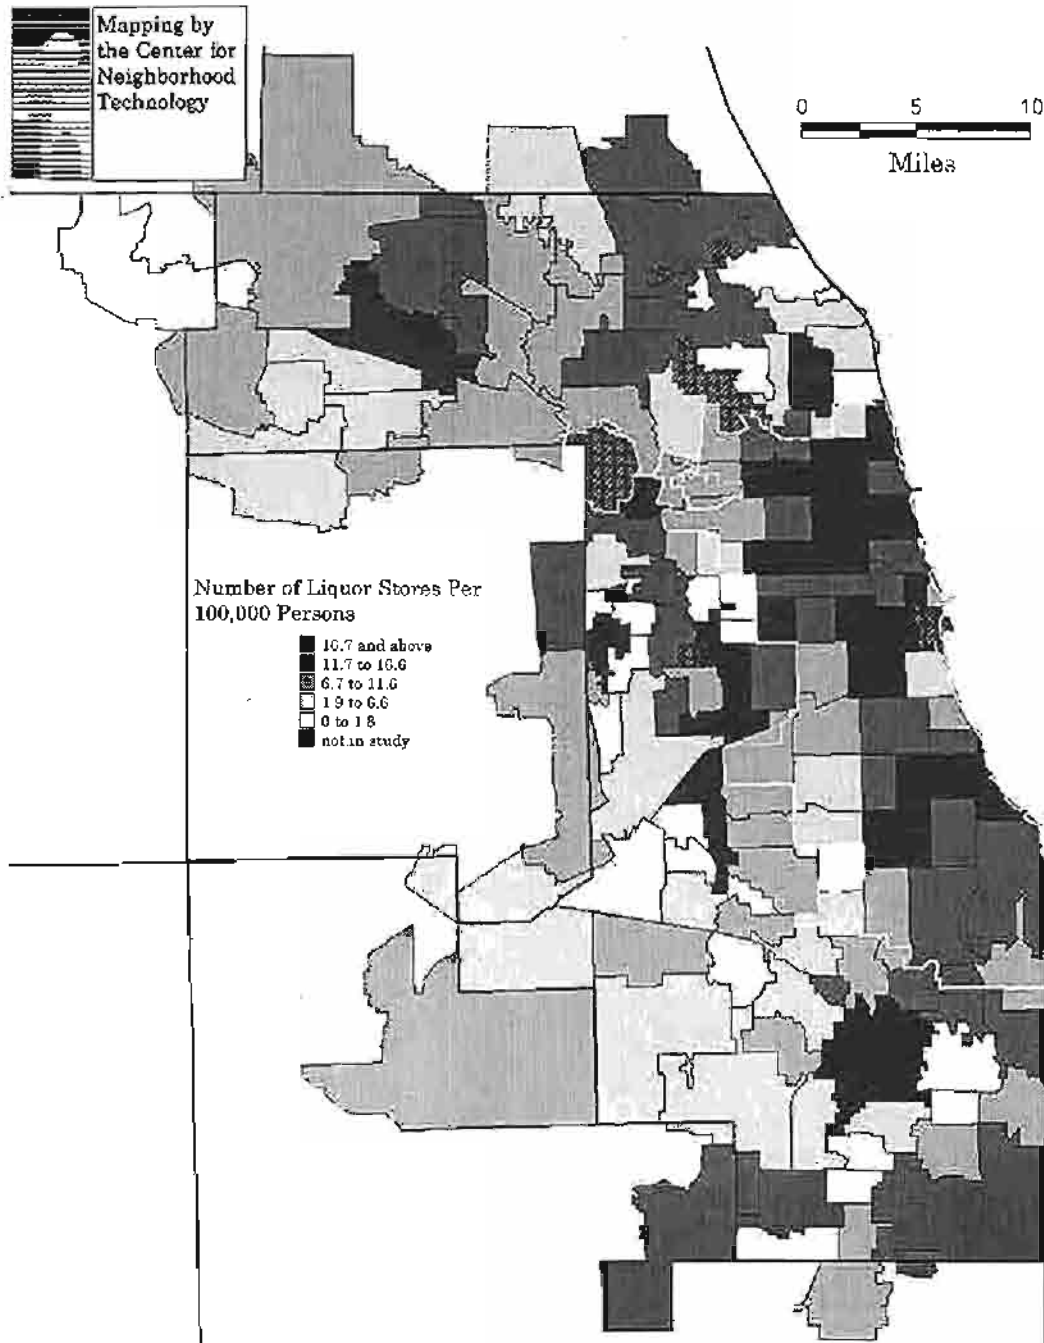 Mapping by
the Center for
Neighborhood
Technology
0 5 10
Miles
Number of Liquor Stores Per
100,000 Persons
16.7 and above
11.7 to 16.6
6.7 to 11.6
1.9 to 6.6
0 to 1.8
not in study